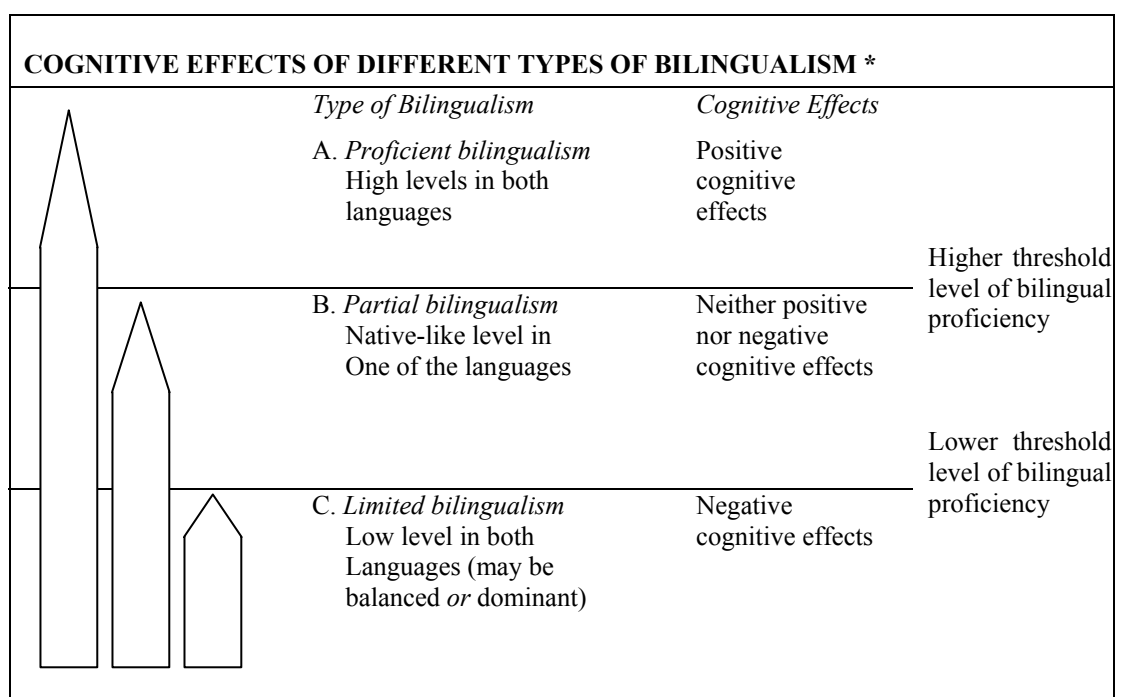 COGNITIVE EFFECTS OF DIFFERENT TYPES OF BILINGUALISM *
Type of Bilingualism
Cognitive Effects
A. Proficient bilingualism
High levels in both
languages
Positive
cognitive
effects
Higher threshold
level of bilingual
proficiency
B. Partial bilingualism
Native-like level in
One of the languages
Neither positive
nor negative
cognitive effects
Lower threshold
level of bilingual
proficiency
C. Limited bilingualism
Low level in both
Languages (may be
balanced or dominant)
Negative
cognitive effects